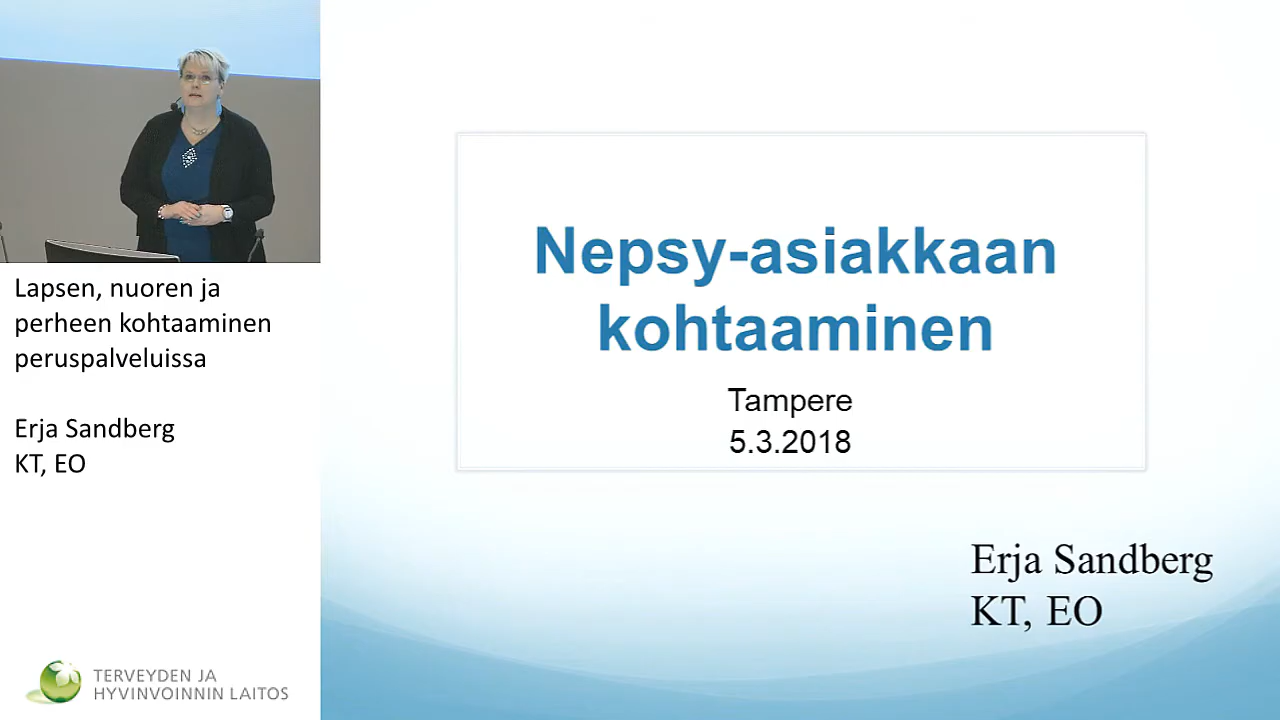 Lapsen, nuoren ja
perheen kohtaaminen
peruspalveluissa
Erja Sandberg
KT, EO
TERVEYDEN JA
HYVINVOINNIN LAITOS
Nepsy-asiakkaan
kohtaaminen
Tampere
5.3.2018
Erja Sandberg
KT, EO